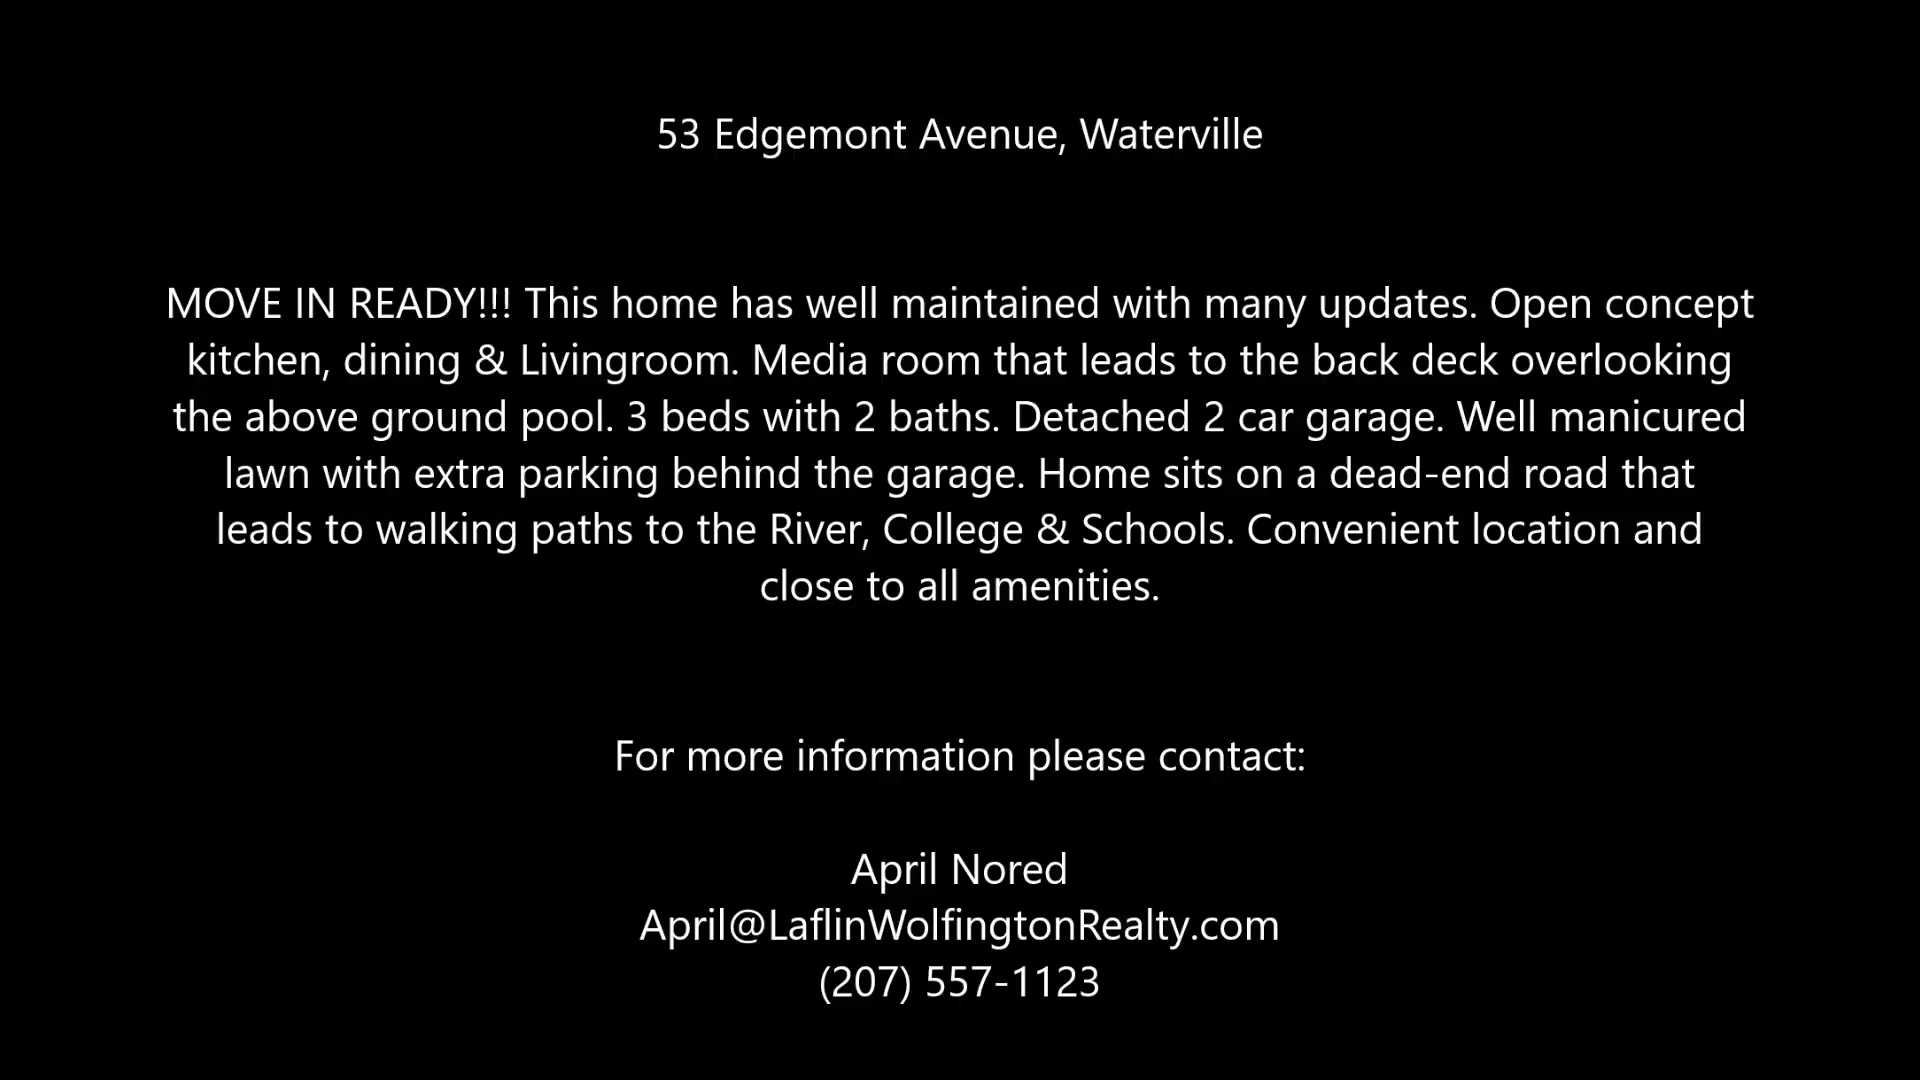 53 Edgemont Avenue, Waterville
MOVE IN READY!!! This home has well maintained with many updates. Open concept
kitchen, dining & Livingroom. Media room that leads to the back deck overlooking
the above ground pool. 3 beds with 2 baths. Detached 2 car garage. Well manicured
lawn with extra parking behind the garage. Home sits on a dead-end road that
leads to walking paths to the River, College & Schools. Convenient location and
close to all amenities.
For more information please contact:
April Nored
April@LaflinWolfingtonRealty.com
(207) 557-1123